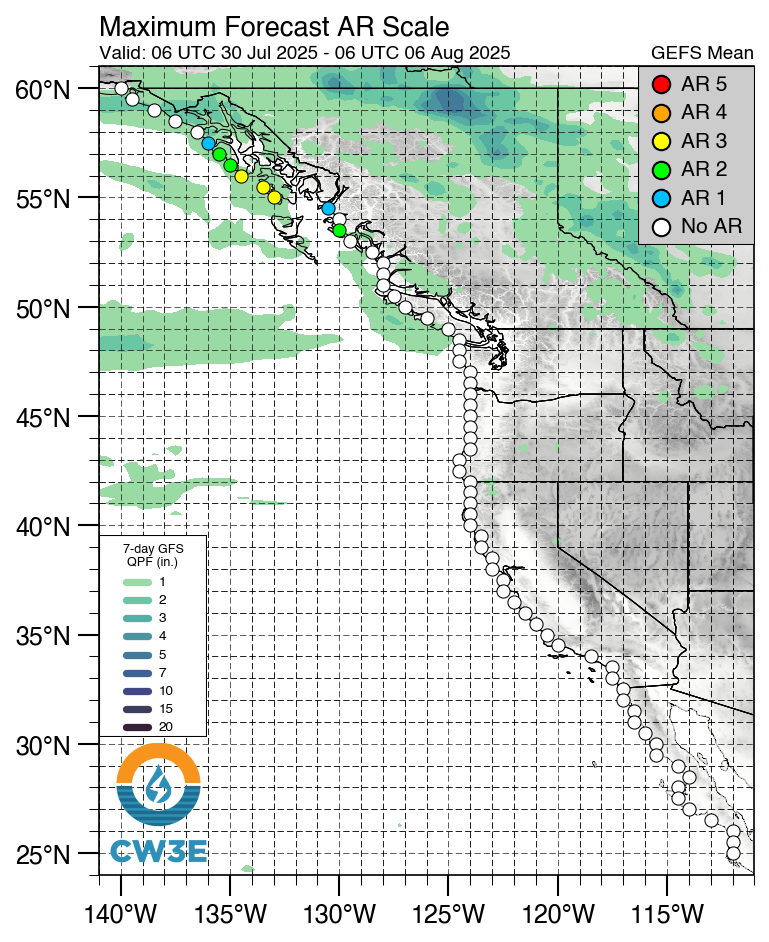 Maximum Forecast AR Scale
Valid: 06 UTC 30 Jul 2025 - 06 UTC 06 Aug 2025
GEFS Mean
AR 5
AR 4
AR 3
AR 2
AR 1
No AR
60°N
55°N
50°N
45°N
40°N
35°N
30°N
25°N
7-day GFS
QPF (in.)
1
2
3
4
5
7
10
15
20
CW3E
140°W
135°W
130°W
125°W
120°W
115°W